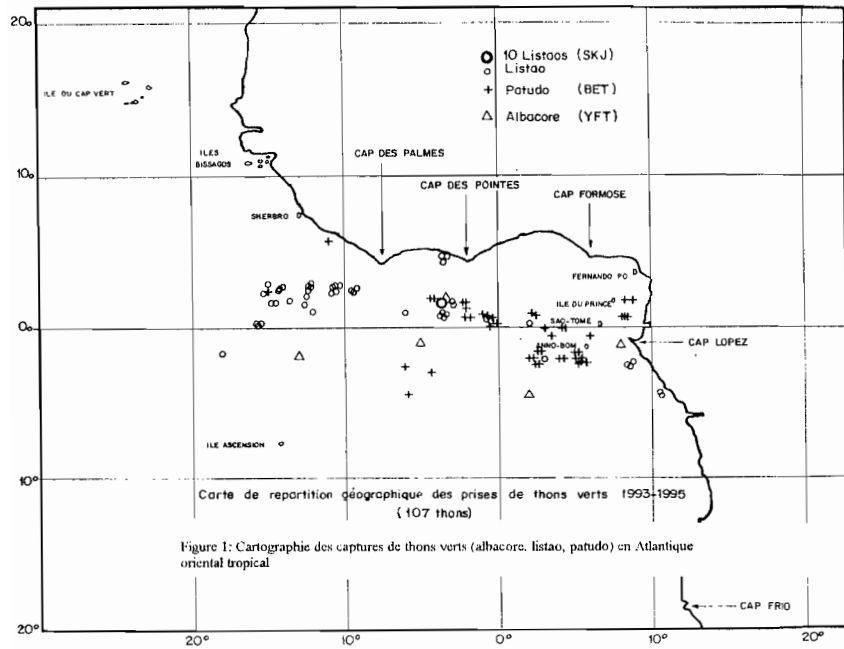 20°
10 Listaos (SKJ)
Listao
Patudo (BET)
Albacore (YFT)
ILE DU CAP VERT
ILES
BISSAGOS
CAP DES PALMES
10°
CAP DES POINTES
CAP FORMOSE
SHERBRO
FERNANDO PO
ILE DU PRINCE
SAO-TOME
0°
ANNO-BOM
CAP LOPEZ
ILE ASCENSION
10°
Carte de repartition géographique des prises de thons verts 1993-1995
(107 thons)
Figure 1: Cartographie des captures de thons verts (albacore, listao, patudo) en Atlantique
oriental tropical
CAP FRIO
20°
20° 10° 0° 10°